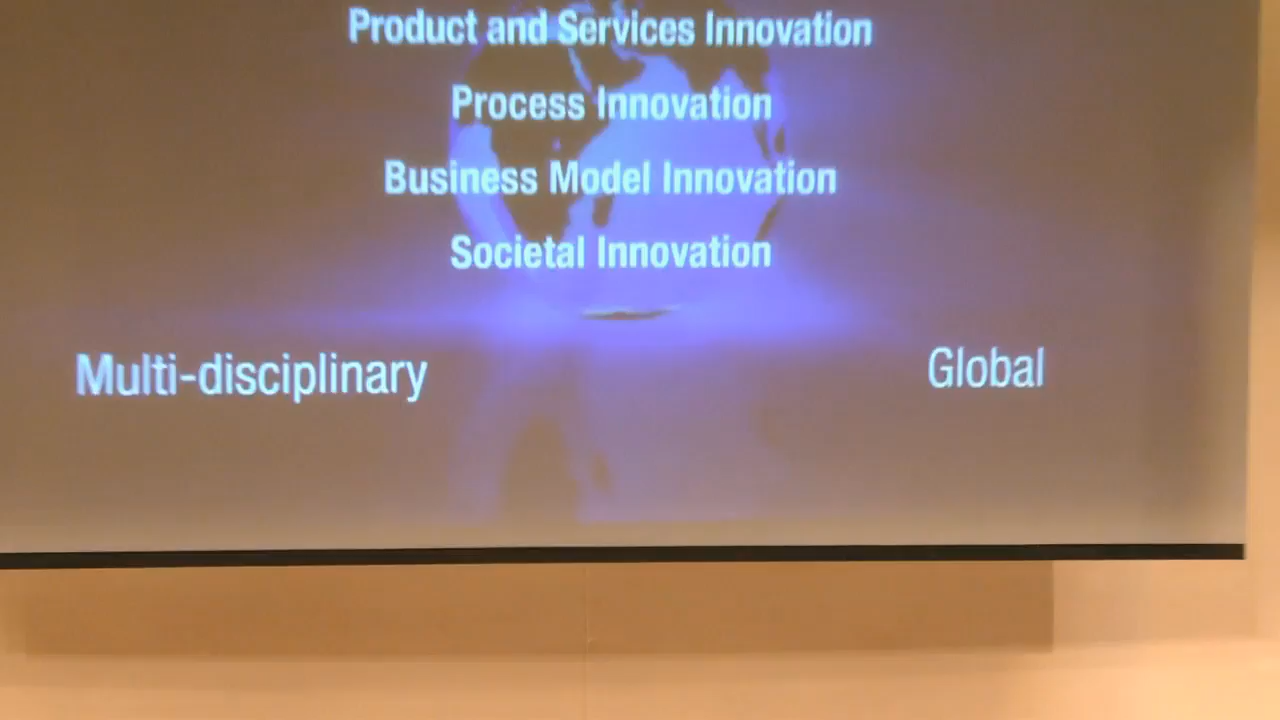 Product and Services Innovation
Process Innovation
Business Model Innovation
Societal Innovation
Multi-disciplinary
Global